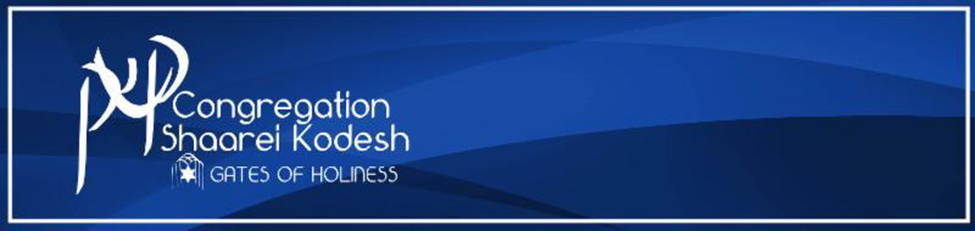 Congregation
Shaarei Kodesh
GATES OF HOLINESS